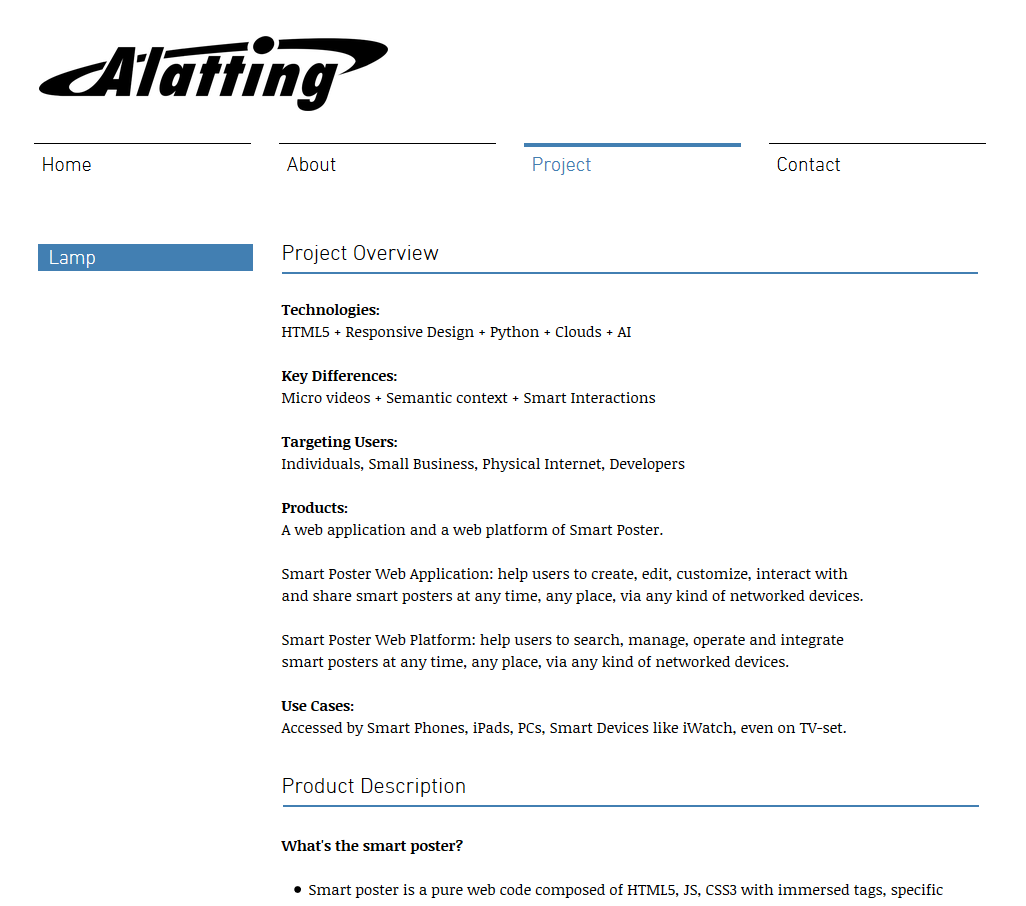 A'latting
Home
About
Project
Contact
Lamp
Project Overview
Technologies:
HTML5 + Responsive Design + Python + Clouds + AI
Key Differences:
Micro videos + Semantic context + Smart Interactions
Targeting Users:
Individuals, Small Business, Physical Internet, Developers
Products:
A web application and a web platform of Smart Poster.
Smart Poster Web Application: help users to create, edit, customize, interact with
and share smart posters at any time, any place, via any kind of networked devices.
Smart Poster Web Platform: help users to search, manage, operate and integrate
smart posters at any time, any place, via any kind of networked devices.
Use Cases:
Accessed by Smart Phones, iPads, PCs, Smart Devices like iWatch, even on TV-set.
Product Description
What's the smart poster?
● Smart poster is a pure web code composed of HTML5, JS, CSS3 with immersed tags, specific